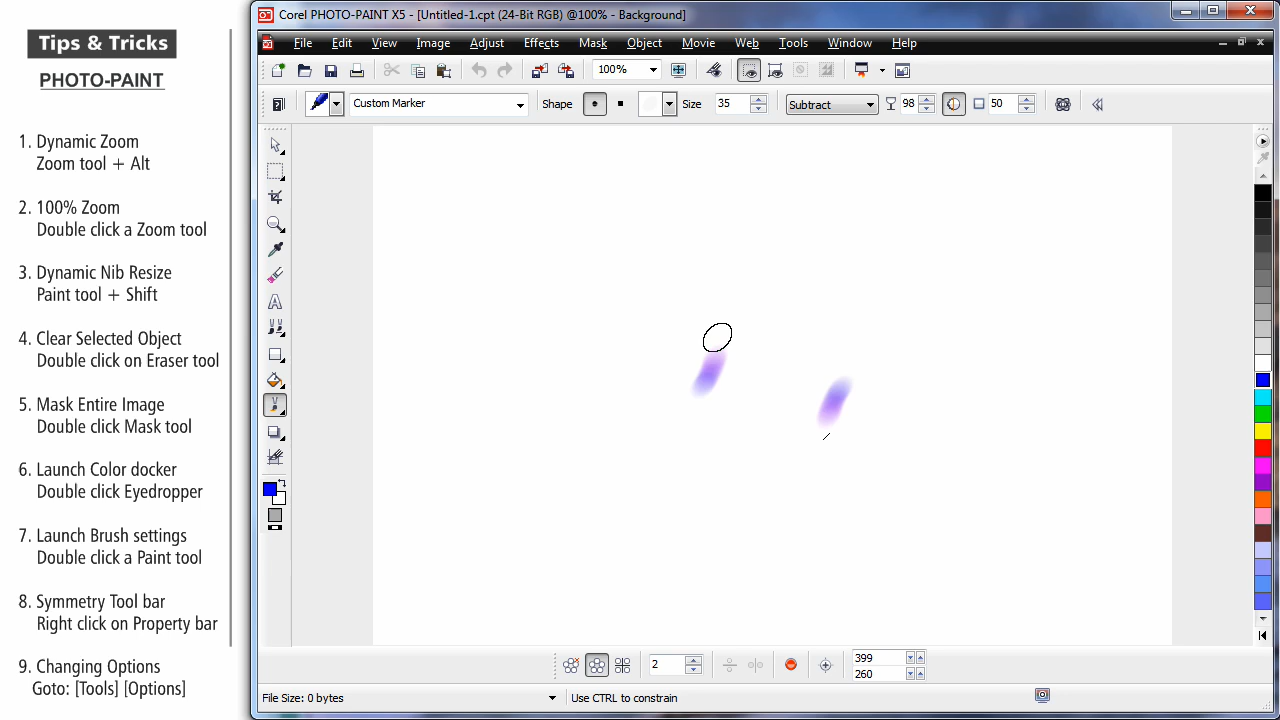 Tips & Tricks
PHOTO-PAINT
1. Dynamic Zoom
Zoom tool + Alt
2. 100% Zoom
Double click a Zoom tool
3. Dynamic Nib Resize
Paint tool + Shift
4. Clear Selected Object
Double click on Eraser tool
5. Mask Entire Image
Double click Mask tool
6. Launch Color docker
Double click Eyedropper
7. Launch Brush settings
Double click a Paint tool
8. Symmetry Tool bar
Right click on Property bar
9. Changing Options
Goto: [Tools] [Options]
Corel PHOTO-PAINT X5 - [Untitled-1.cpt (24-Bit RGB) @100% - Background]
File Edit View Image Adjust Effects Mask Object Movie Web Tools Window Help
100%
Custom Marker Shape Size 35 Subtract 98 50
2
399
260
File Size: 0 bytes Use CTRL to constrain